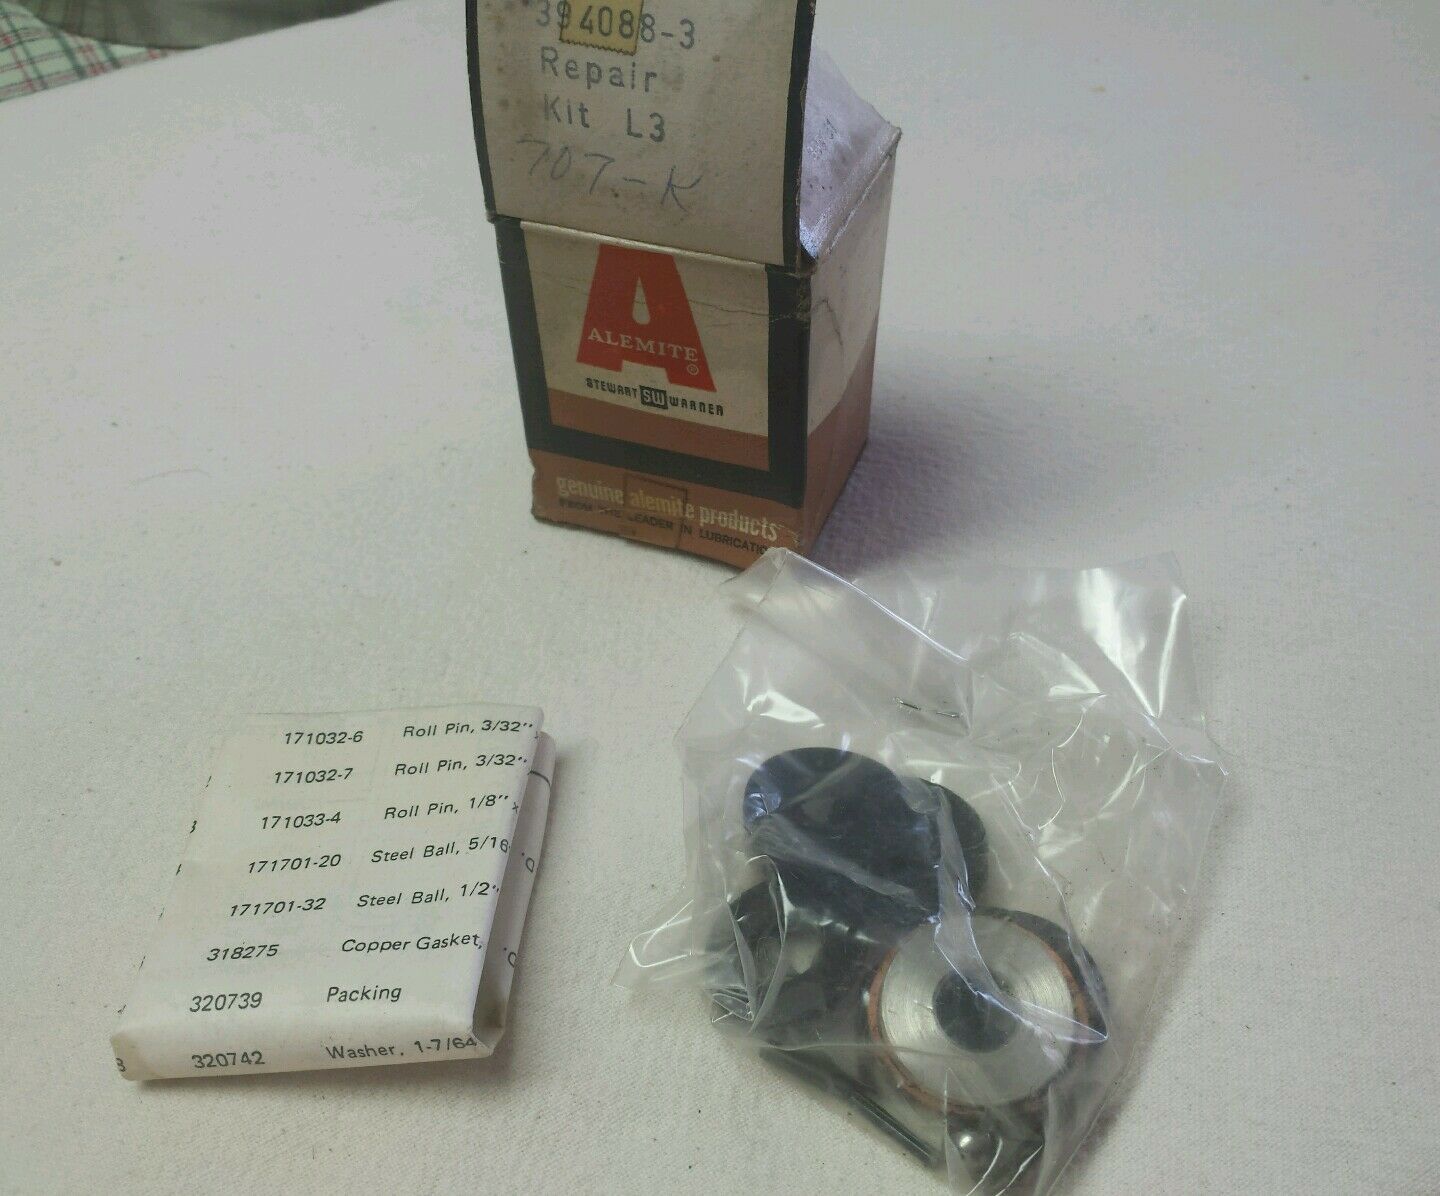 394088-3
Repair
Kit L3
707-K
ALEMITE®
STEWART SW WARNER
genuine alemite products
FROM THE LEADER IN LUBRICATION
171032-6 Roll Pin, 3/32"
171032-7 Roll Pin, 3/32"
171033-4 Roll Pin, 1/8" x
171701-20 Steel Ball, 5/16
171701-32 Steel Ball, 1/2"
318275 Copper Gasket,
320739 Packing
320742 Washer, 1-7/64